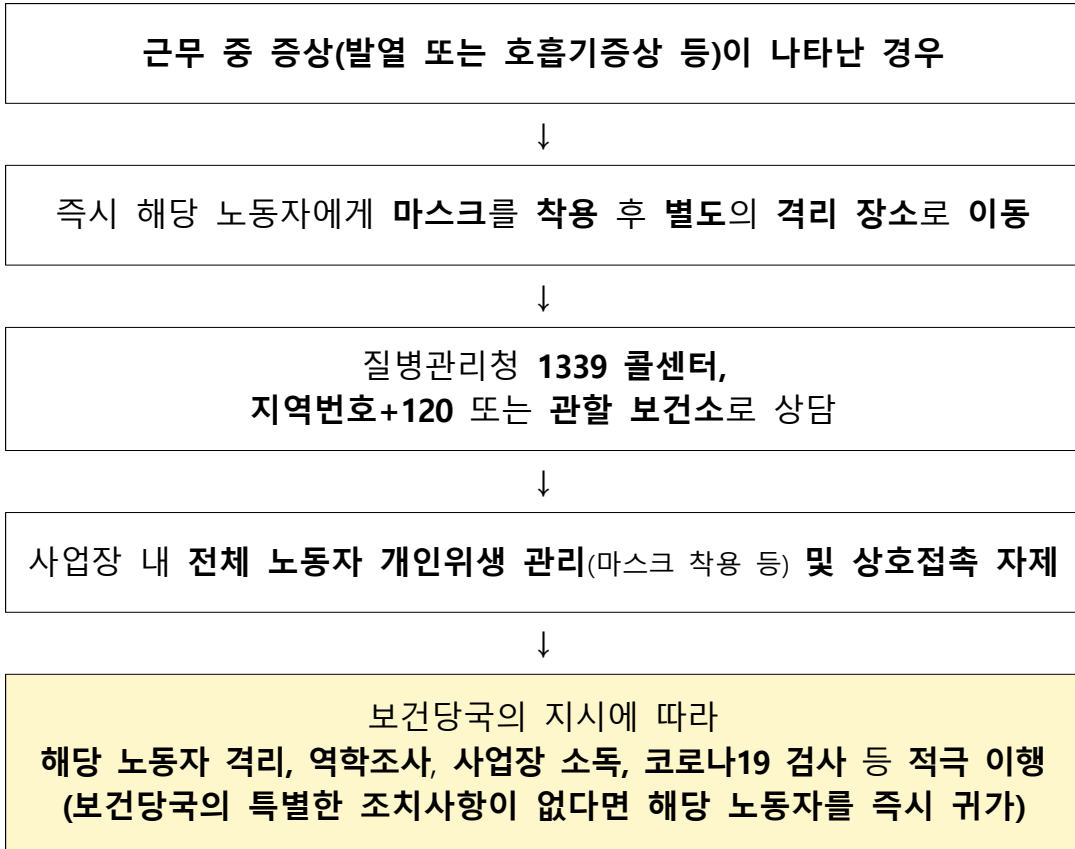 근무 중 증상(발열 또는 호흡기증상 등)이 나타난 경우
↓
즉시 해당 노동자에게 마스크를 착용 후 별도의 격리 장소로 이동
↓
질병관리청 1339 콜센터,
지역번호+120 또는 관할 보건소로 상담
↓
사업장 내 전체 노동자 개인위생 관리(마스크 착용 등) 및 상호접촉 자제
↓
보건당국의 지시에 따라
해당 노동자 격리, 역학조사, 사업장 소독, 코로나19 검사 등 적극 이행
(보건당국의 특별한 조치사항이 없다면 해당 노동자를 즉시 귀가)